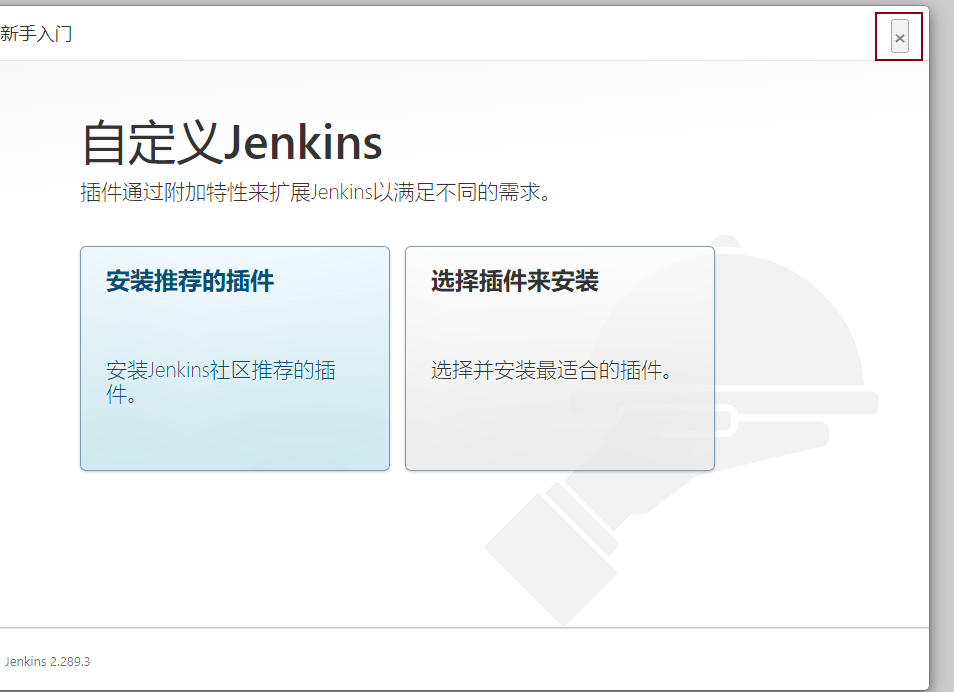 新手入门
×
自定义Jenkins
插件通过附加特性来扩展Jenkins以满足不同的需求。
安装推荐的插件
安装Jenkins社区推荐的插
件。
选择插件来安装
选择并安装最适合的插件。
Jenkins 2.289.3